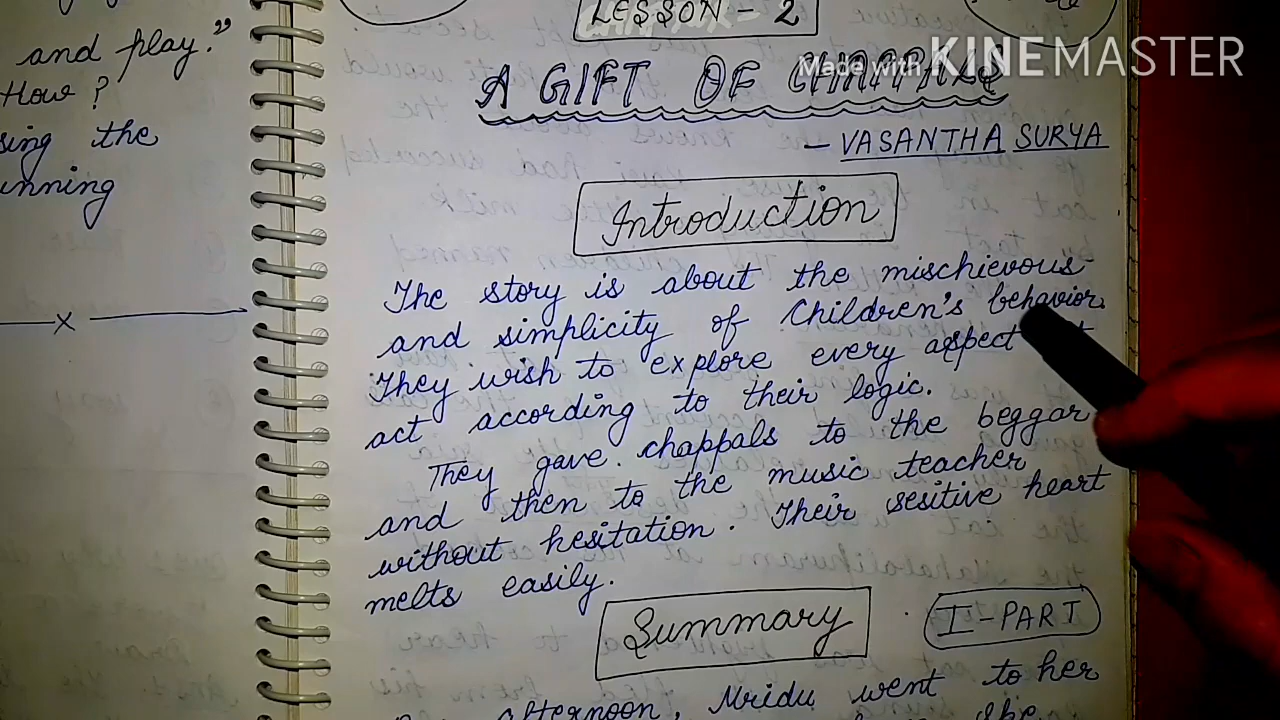 and play."
How?
sing the
unning
LESSON - 2
A GIFT OF CHAPPALS
Made with KINEMASTER
- VASANTHA SURYA
Introduction
The story is about the mischievous-
and simplicity of Children's behavior.
They wish to explore every aspect
act according to their logic.
They gave chappals to the beggar
and then to the music teacher
without hesitation. Their sesitive heart
melts easily.
Summary
I-PART
afternoon, Mridu went to her
she